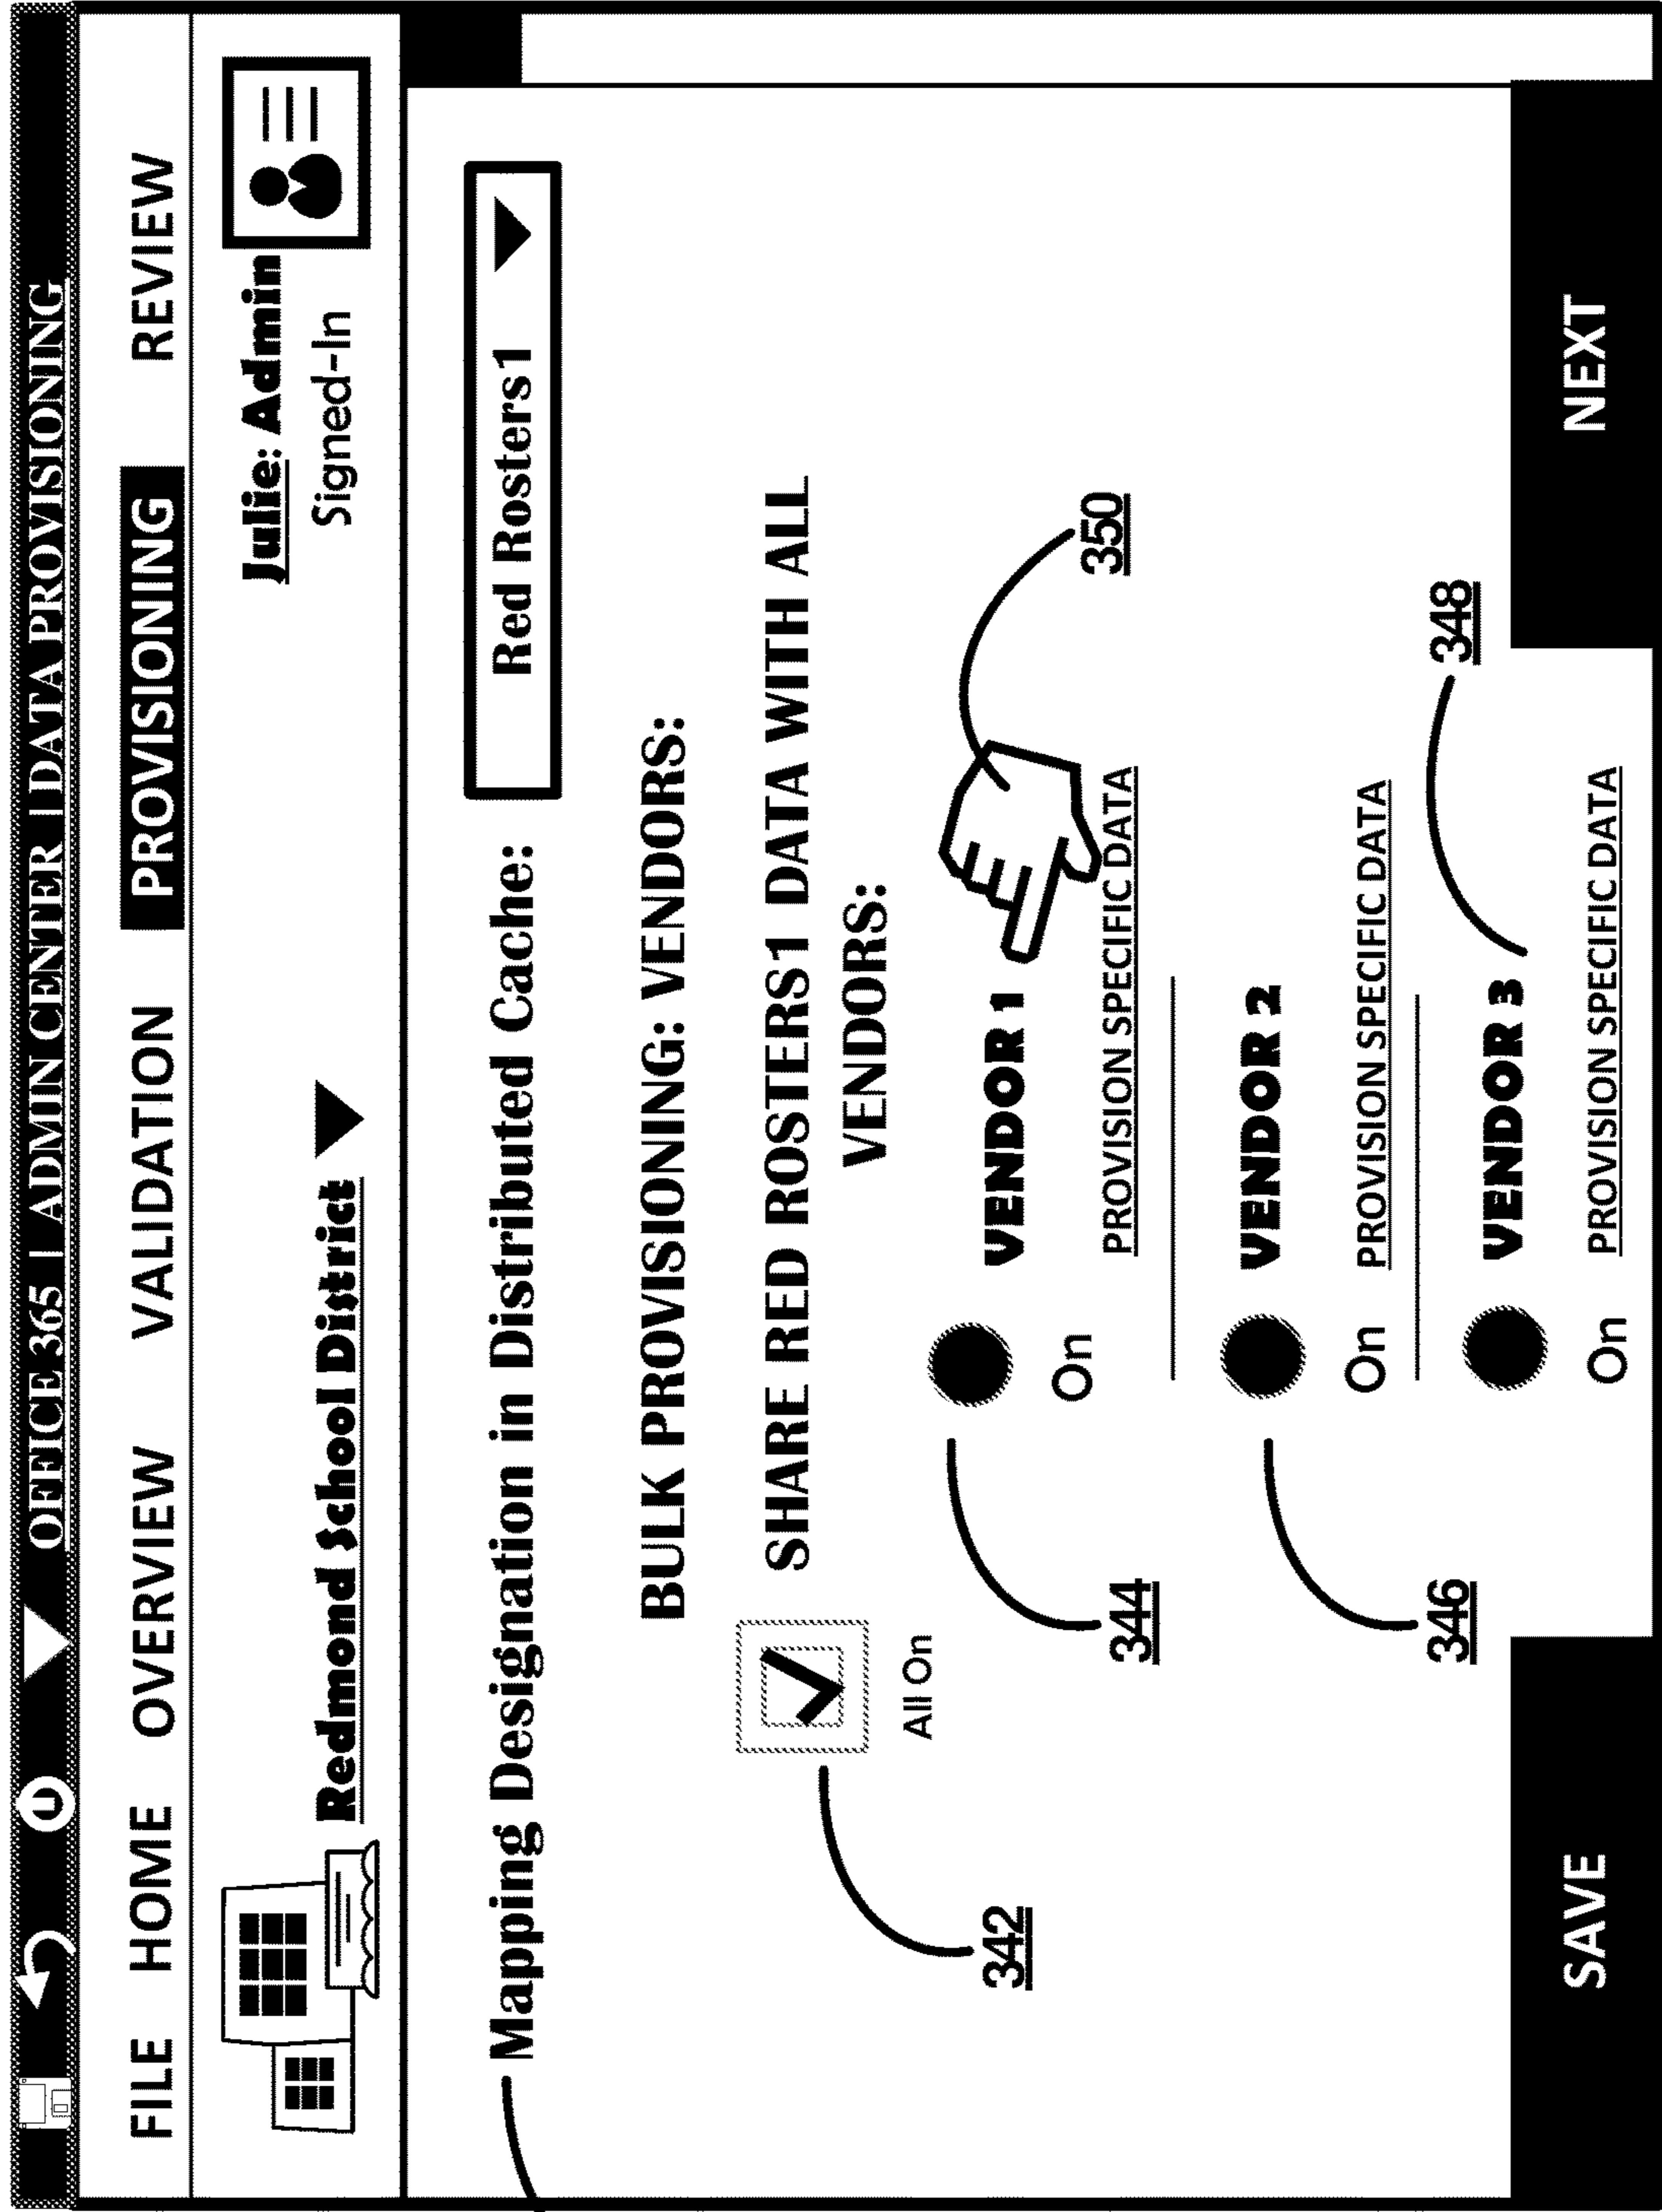 OFFICE 365 | ADMIN CENTER | DATA PROVISIONING
FILE HOME OVERVIEW VALIDATION PROVISIONING REVIEW
Redmond School District
Julie: Admin
Signed-In
Mapping Designation in Distributed Cache: Red Rosters1
BULK PROVISIONING: VENDORS:
SHARE RED ROSTERS1 DATA WITH ALL
VENDORS:
All On
342
VENDOR 1
On
PROVISION SPECIFIC DATA
350
344
VENDOR 2
On
PROVISION SPECIFIC DATA
346
VENDOR 3
On
PROVISION SPECIFIC DATA
348
SAVE
NEXT